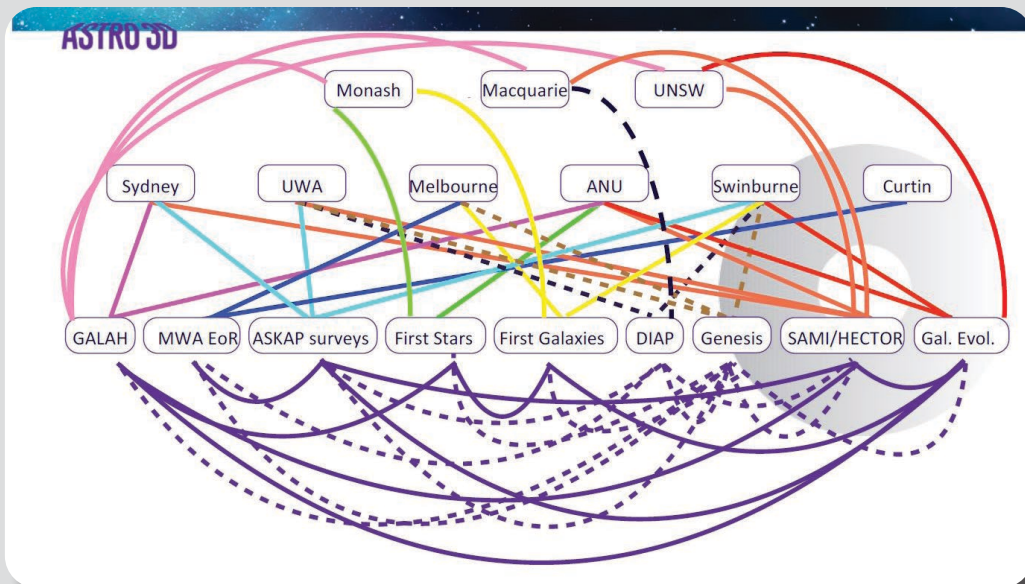 ASTRO 3D
Monash Macquarie UNSW
Sydney UWA Melbourne ANU Swinburne Curtin
GALAH MWA EoR ASKAP surveys First Stars First Galaxies DIAP Genesis SAMI/HECTOR Gal. Evol.